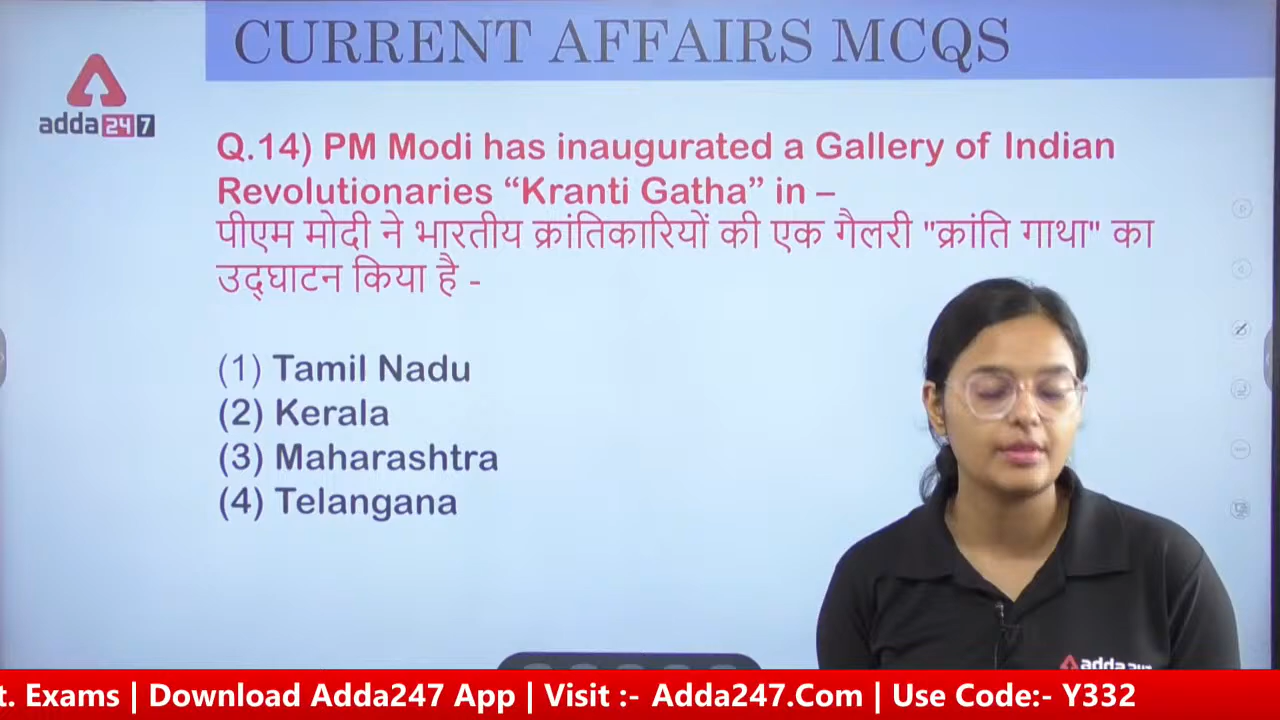 CURRENT AFFAIRS MCQS
adda247
Q.14) PM Modi has inaugurated a Gallery of Indian
Revolutionaries “Kranti Gatha” in –
पीएम मोदी ने भारतीय क्रांतिकारियों की एक गैलरी "क्रांति गाथा" का
उद्घाटन किया है -
(1) Tamil Nadu
(2) Kerala
(3) Maharashtra
(4) Telangana
adda247
t. Exams | Download Adda247 App | Visit :- Adda247.Com | Use Code:- Y332